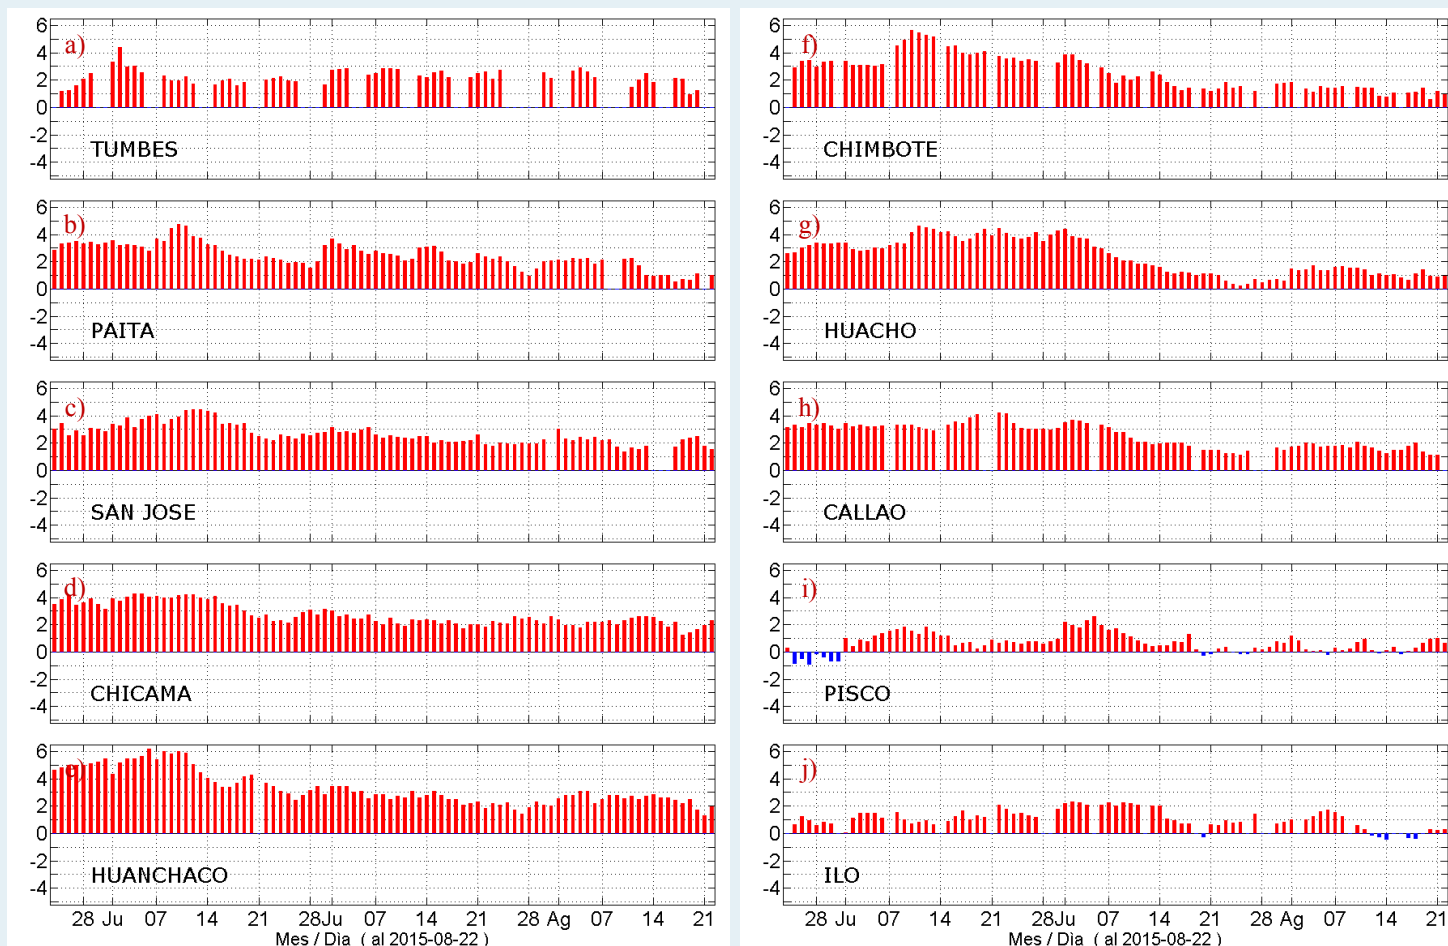 6
4
2
0
-2
-4
a)
TUMBES
6
4
2
0
-2
-4
b)
PAITA
6
4
2
0
-2
-4
c)
SAN JOSE
6
4
2
0
-2
-4
d)
CHICAMA
6
4
2
0
-2
-4
e)
HUANCHACO
28 Ju 07 14 21 28Ju 07 14 21 28 Ag 07 14 21
Mes / Dia ( al 2015-08-22 )
6
4
2
0
-2
-4
f)
CHIMBOTE
6
4
2
0
-2
-4
g)
HUACHO
6
4
2
0
-2
-4
h)
CALLAO
6
4
2
0
-2
-4
i)
PISCO
6
4
2
0
-2
-4
j)
ILO
28 Ju 07 14 21 28Ju 07 14 21 28 Ag 07 14 21
Mes / Dia ( al 2015-08-22 )